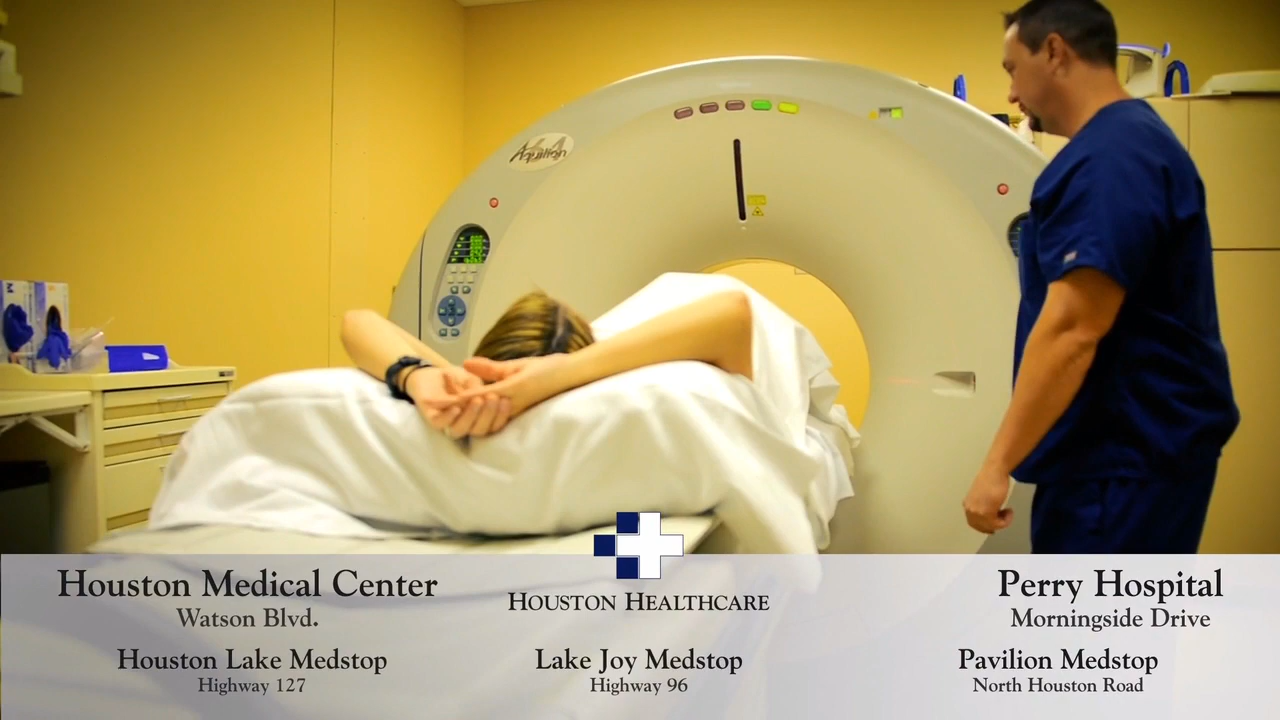 Aquilion
Houston Medical Center
Watson Blvd.
Houston Healthcare
Perry Hospital
Morningside Drive
Houston Lake Medstop
Highway 127
Lake Joy Medstop
Highway 96
Pavilion Medstop
North Houston Road